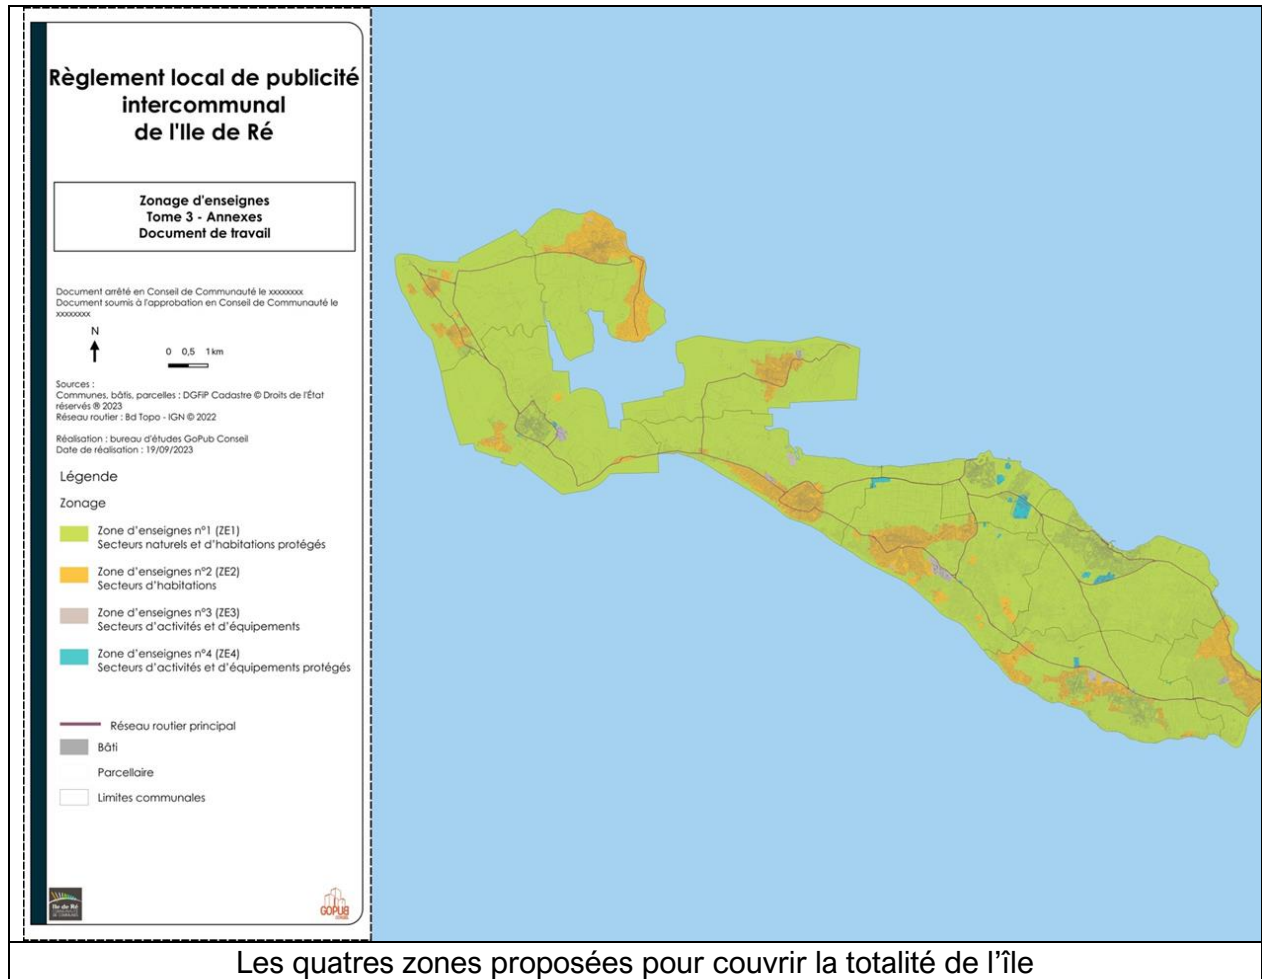 Règlement local de publicité
intercommunal
de l'Ile de Ré
Zonage d'enseignes
Tome 3 - Annexes
Document de travail
Document arrêté en Conseil de Communauté le xxxxxxxx
Document soumis à l'approbation en Conseil de Communauté le
xxxxxxxx
N
0 0,5 1 km
Sources :
Communes, bâtis, parcelles : DGFiP Cadastre © Droits de l'État
réservés ® 2023
Réseau routier : Bd Topo - IGN © 2022
Réalisation : bureau d'études GoPub Conseil
Date de réalisation : 19/09/2023
Légende
Zonage
Zone d'enseignes n°1 (ZE1)
Secteurs naturels et d'habitations protégés
Zone d'enseignes n°2 (ZE2)
Secteurs d'habitations
Zone d'enseignes n°3 (ZE3)
Secteurs d'activités et d'équipements
Zone d'enseignes n°4 (ZE4)
Secteurs d'activités et d'équipements protégés
Réseau routier principal
Bâti
Parcellaire
Limites communales
Ile de Ré
GOPUB
Les quatres zones proposées pour couvrir la totalité de l'île